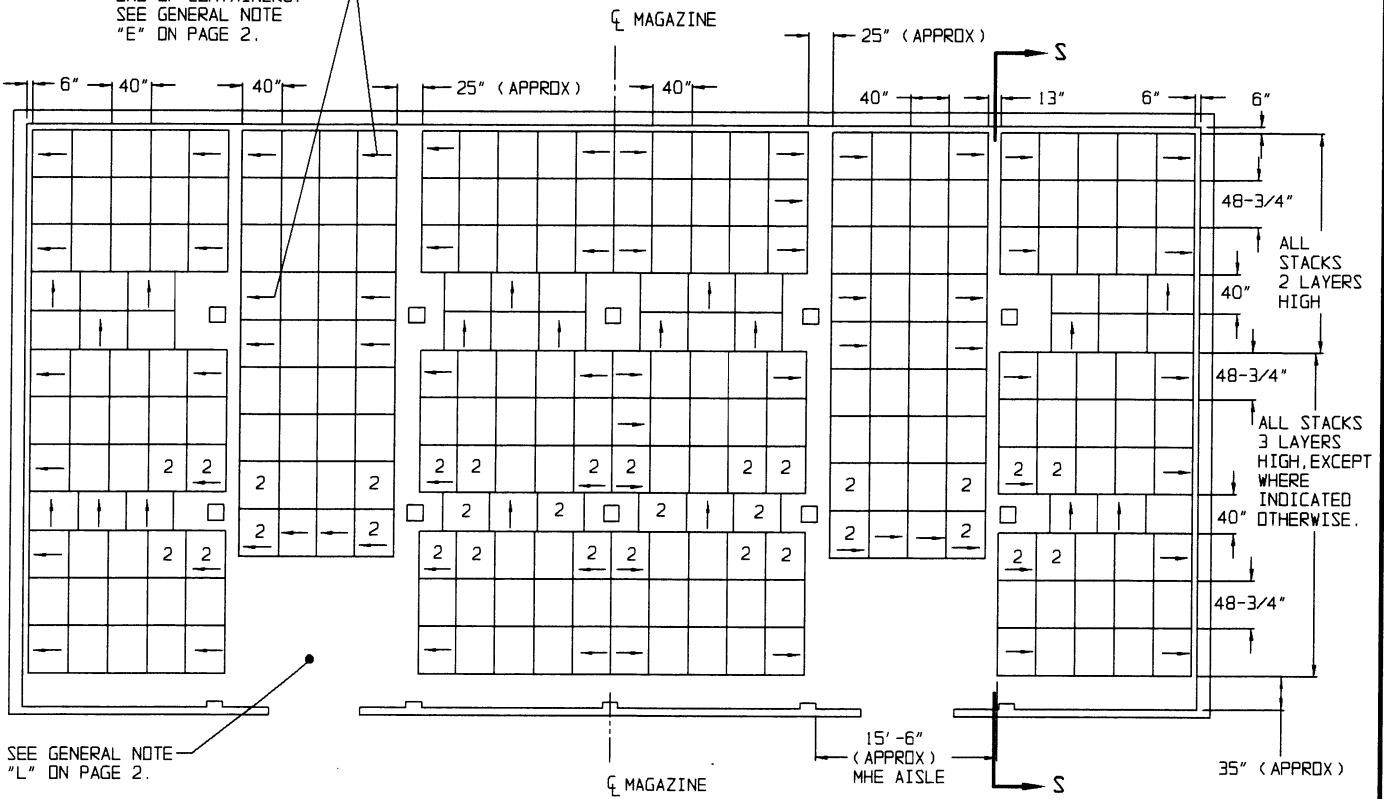 SEE GENERAL NOTE
"E" ON PAGE 2.
℄ MAGAZINE
25" (APPROX)
S
6"
40"
40"
25" (APPROX)
40"
40"
13"
6"
6"
48-3/4"
ALL
STACKS
2 LAYERS
HIGH
40"
48-3/4"
ALL STACKS
3 LAYERS
HIGH, EXCEPT
WHERE
INDICATED
OTHERWISE.
2 2 2 2 2 2 2 2 2
2 2 2 2
2 2 2 2
40"
2 2 2 2
2 2 2 2 2 2 2 2 2 2
2 2
48-3/4"
SEE GENERAL NOTE
"L" ON PAGE 2.
℄ MAGAZINE
15'-6"
(APPROX)
MHE AISLE
S
35" (APPROX)